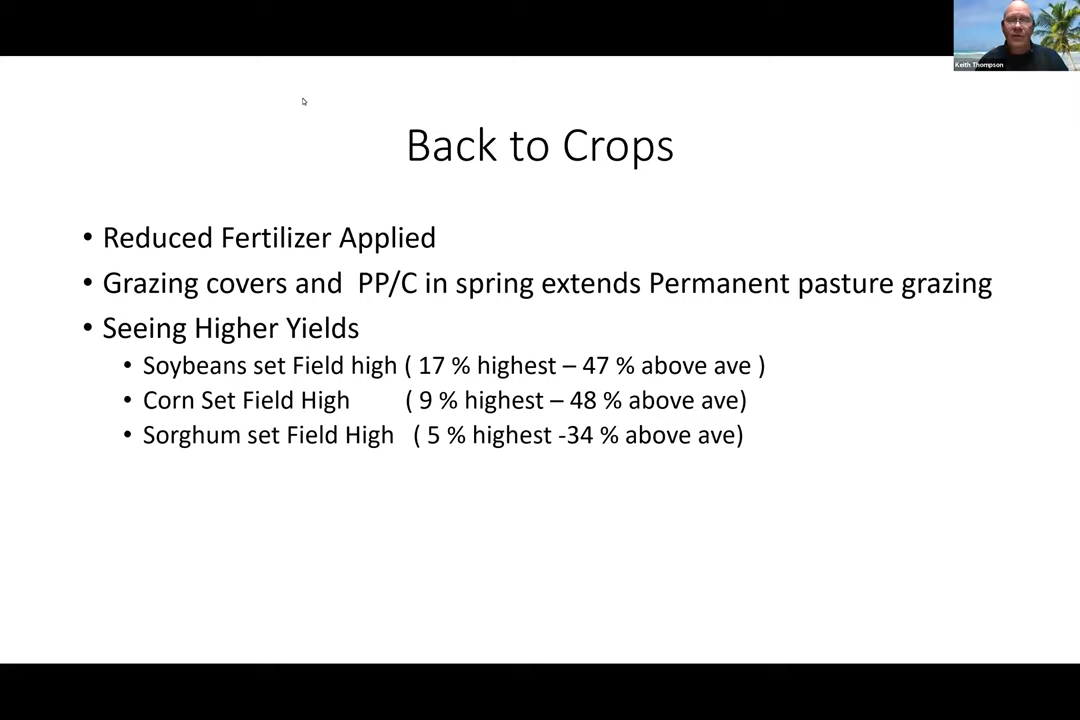 Keith Thompson
Back to Crops
• Reduced Fertilizer Applied
• Grazing covers and  PP/C in spring extends Permanent pasture grazing
• Seeing Higher Yields
• Soybeans set Field high ( 17 % highest – 47 % above ave )
• Corn Set Field High        ( 9 % highest – 48 % above ave)
• Sorghum set Field High   ( 5 % highest -34 % above ave)